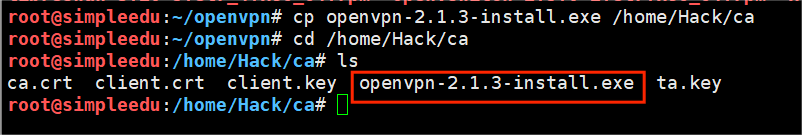 root@simpleedu:~/openvpn# cp openvpn-2.1.3-install.exe /home/Hack/ca
root@simpleedu:~/openvpn# cd /home/Hack/ca
root@simpleedu:/home/Hack/ca# ls
ca.crt  client.crt  client.key  openvpn-2.1.3-install.exe  ta.key
root@simpleedu:/home/Hack/ca#